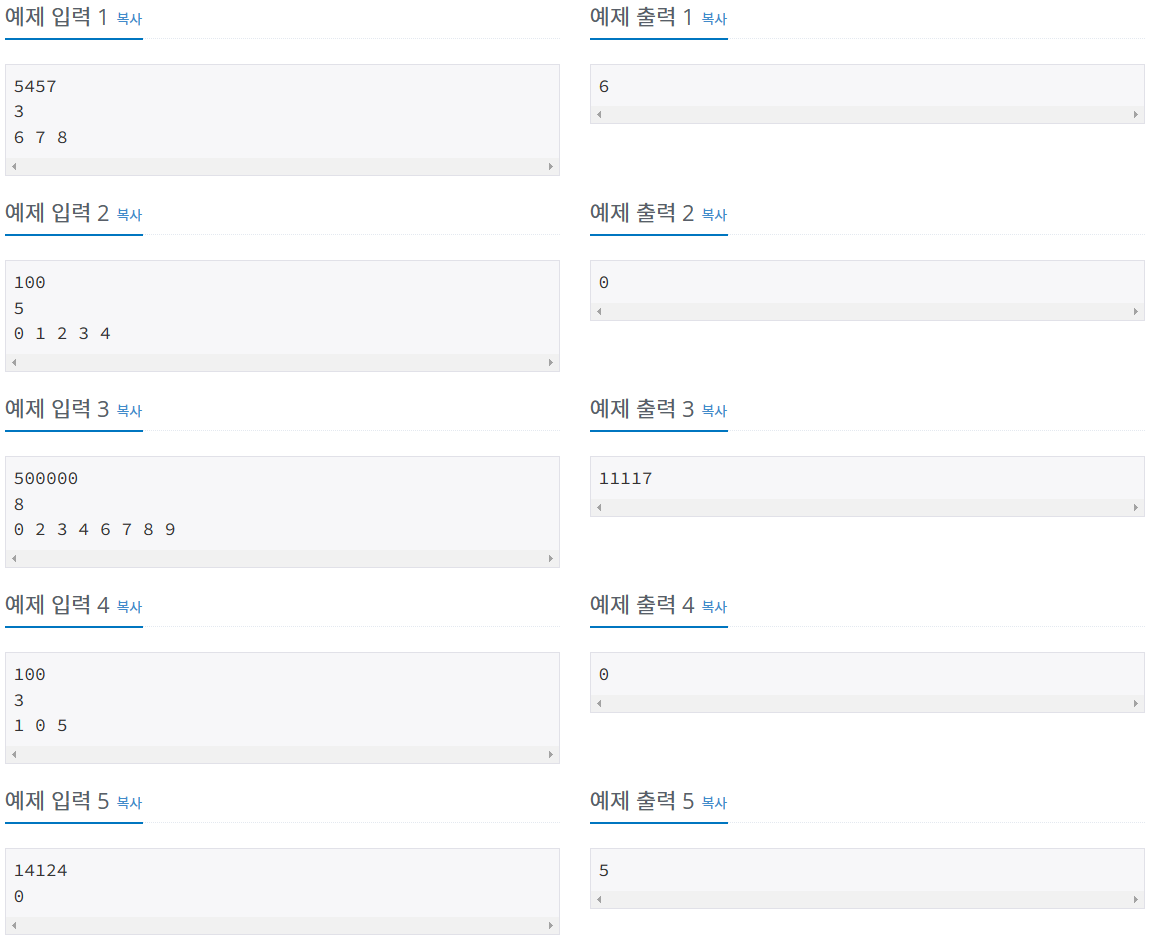 예제 입력 1 복사
예제 출력 1 복사
5457
3
6 7 8
6
예제 입력 2 복사
예제 출력 2 복사
100
5
0 1 2 3 4
0
예제 입력 3 복사
예제 출력 3 복사
500000
8
0 2 3 4 6 7 8 9
11117
예제 입력 4 복사
예제 출력 4 복사
100
3
1 0 5
0
예제 입력 5 복사
예제 출력 5 복사
14124
0
5